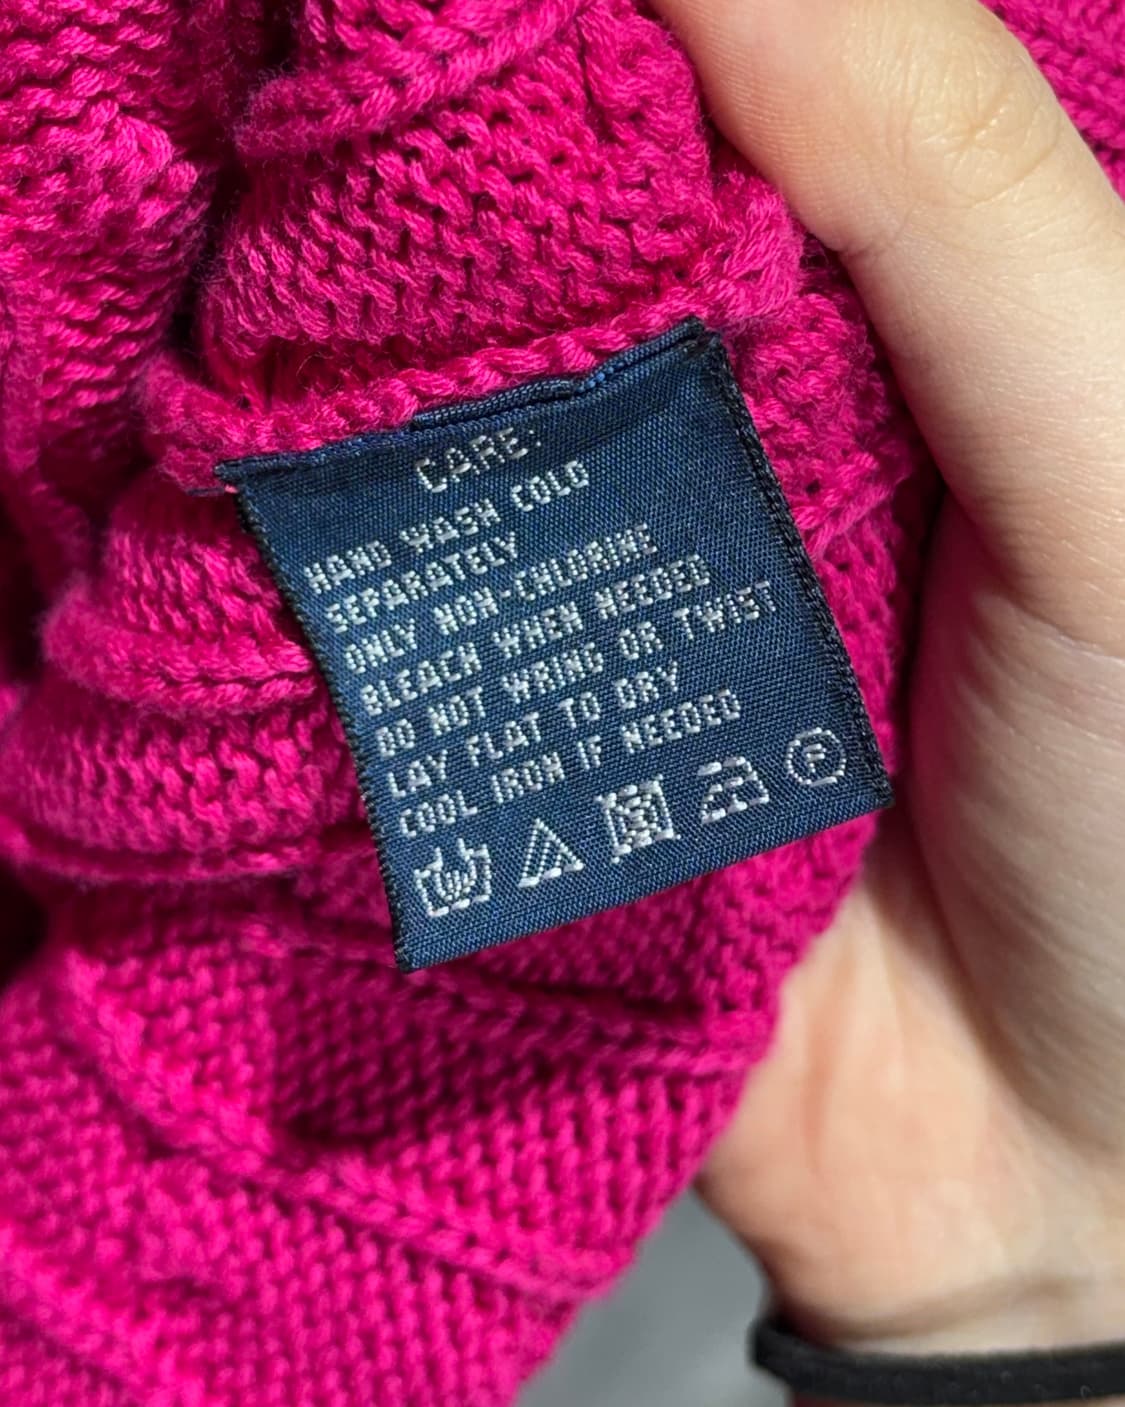 CARE:
HAND WASH COLD
SEPARATELY
ONLY NON-CHLORINE
BLEACH WHEN NEEDED
DO NOT WRING OR TWIST
LAY FLAT TO DRY
COOL IRON IF NEEDED
P